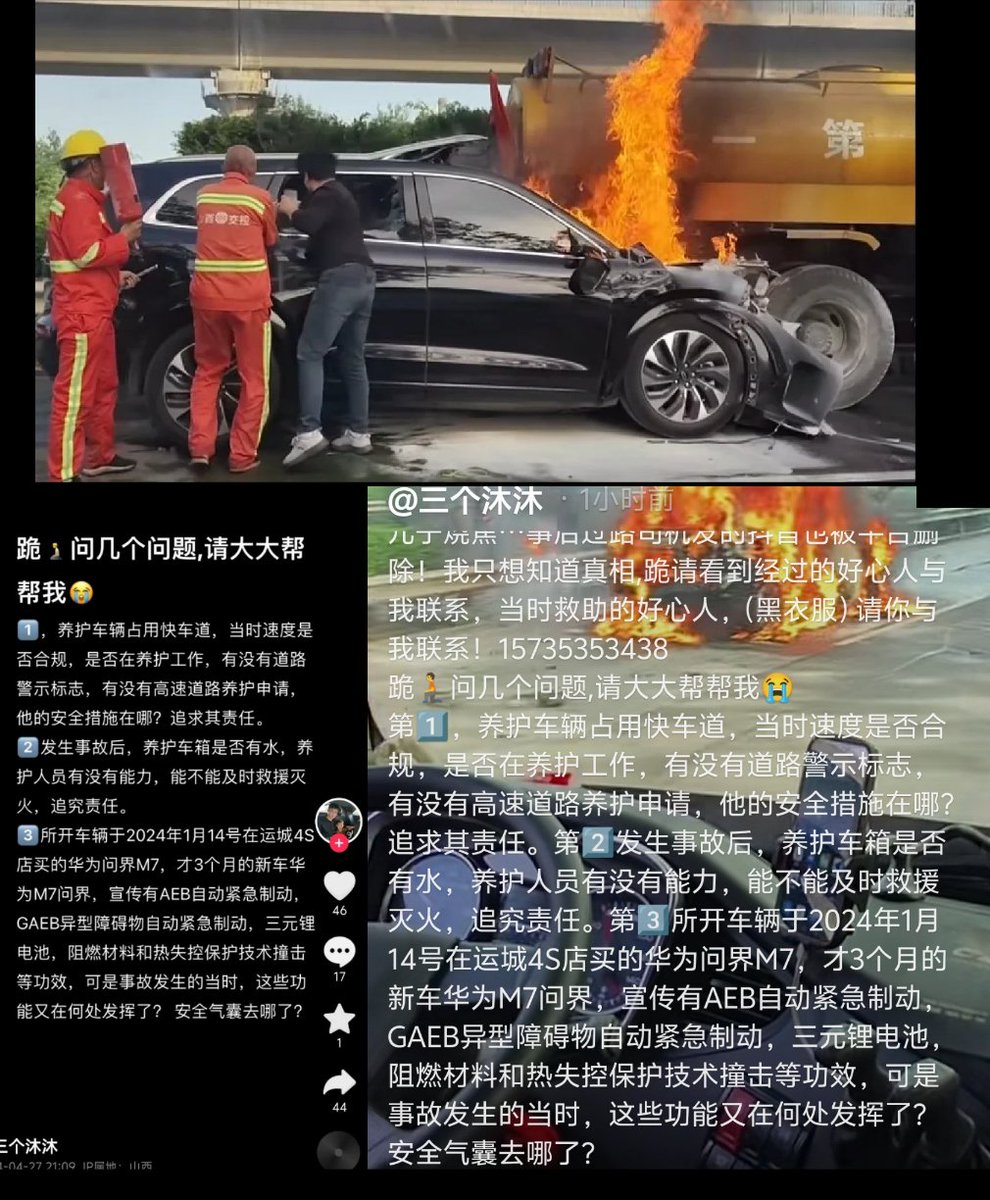 一 第
交控
跪🧎问几个问题,请大大帮
帮我😭
1️⃣，养护车辆占用快车道，当时速度是
否合规，是否在养护工作，有没有道路
警示标志，有没有高速道路养护申请，
他的安全措施在哪？追求其责任。
2️⃣发生事故后，养护车箱是否有水，养
护人员有没有能力，能不能及时救援灭
火，追究责任。
3️⃣所开车辆于2024年1月14号在运城4S
店买的华为问界M7，才3个月的新车华
为M7问界，宣传有AEB自动紧急制动，
GAEB异型障碍物自动紧急制动，三元锂
电池，阻燃材料和热失控保护技术撞击
等功效，可是事故发生的当时，这些功
能又在何处发挥了？ 安全气囊去哪了？
46
17
1
44
三个沐沐
-04-27 21:09 IP属地：山西
@三个沐沐 · 1小时前
几乎烧焦…事后过路司机发的抖音也被平台删
除！我只想知道真相,跪请看到经过的好心人与
我联系，当时救助的好心人，（黑衣服）请你与
我联系！15735353438
跪🧎问几个问题,请大大帮帮我😭
第1️⃣，养护车辆占用快车道，当时速度是否合
规，是否在养护工作，有没有道路警示标志，
有没有高速道路养护申请，他的安全措施在哪？
追求其责任。第2️⃣发生事故后，养护车箱是否
有水，养护人员有没有能力，能不能及时救援
灭火，追究责任。第3️⃣所开车辆于2024年1月
14号在运城4S店买的华为问界M7，才3个月的
新车华为M7问界，宣传有AEB自动紧急制动，
GAEB异型障碍物自动紧急制动，三元锂电池，
阻燃材料和热失控保护技术撞击等功效，可是
事故发生的当时，这些功能又在何处发挥了？
安全气囊去哪了？